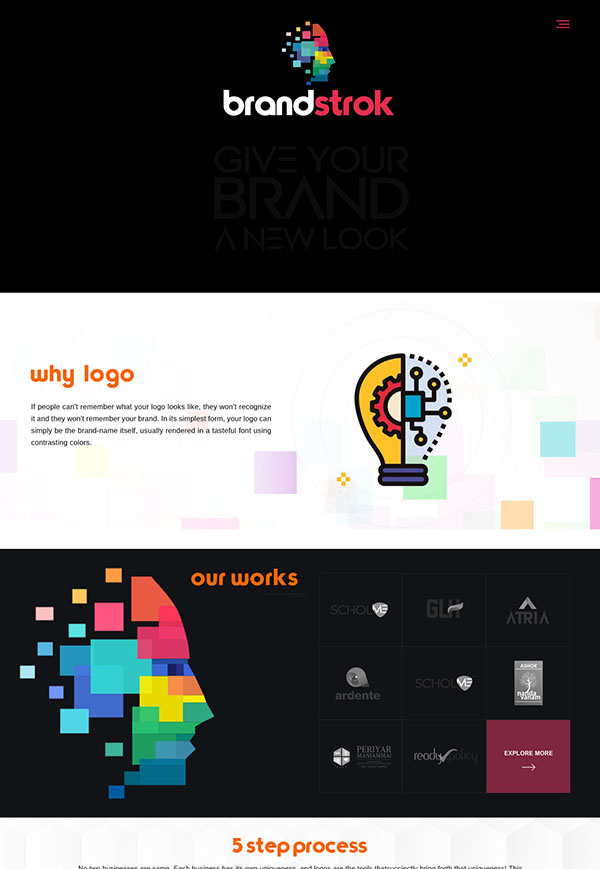 brandstrok
GIVE YOUR
BRAND
A NEW LOOK
why logo
If people can't remember what your logo looks like, they won't recognize
it and they won't remember your brand. In its simplest form, your logo can
simply be the brand-name itself, usually rendered in a tasteful font using
contrasting colors.
our works
SCHOLME
GLH
ATRIA
ardente
SCHOLME
ASHOK
nanda
vanam
PERIYAR
MANIAMMAI
readypolicy
EXPLORE MORE
5 step process
No two businesses are same. Each business has its own uniqueness, and logos are the tools thatsuccinctly bring forth that uniqueness! This